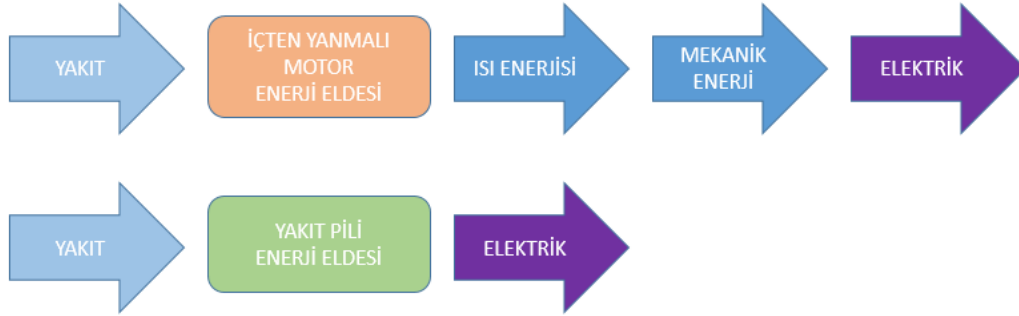 YAKIT
İÇTEN YANMALI
MOTOR
ENERJİ ELDESİ
ISI ENERJİSİ
MEKANİK
ENERJİ
ELEKTRİK
YAKIT
YAKIT PİLİ
ENERJİ ELDESİ
ELEKTRİK